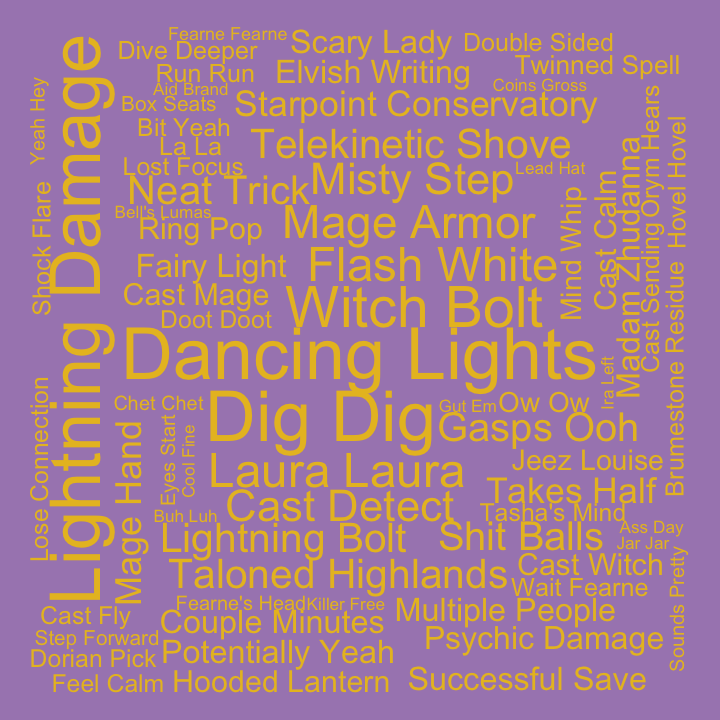 Fearne Fearne
Dive Deeper
Scary Lady
Double Sided
Run Run
Elvish Writing
Twinned Spell
Aid Brand
Coins Gross
Box Seats
Starpoint Conservatory
Bit Yeah
La La
Telekinetic Shove
Lost Focus
Lead Hat
Neat Trick
Misty Step
Bell's Lumas
Ring Pop
Mage Armor
Fairy Light
Flash White
Cast Mage
Witch Bolt
Doot Doot
Dancing Lights
Chet Chet
Dig Dig
Gut Em
Ow Ow
Gasps Ooh
Laura Laura
Jeez Louise
Takes Half
Cast Detect
Tasha's Mind
Buh Luh
Lightning Bolt
Shit Balls
Ass Day
Jar Jar
Taloned Highlands
Cast Witch
Wait Fearne
Fearne's Head
Killer Free
Cast Fly
Couple Minutes
Multiple People
Step Forward
Psychic Damage
Dorian Pick
Potentially Yeah
Feel Calm
Hooded Lantern
Successful Save
Yeah Hey
Shock Flare
Lose Connection
Lightning Damage
Mage Hand
Eyes Start
Cool Fine
Mind Whip
Cast Calm
Ira Left
Madam Zhudanna
Cast Sending
Orym Hears
Hovel Hovel
Brumestone Residue
Sounds Pretty